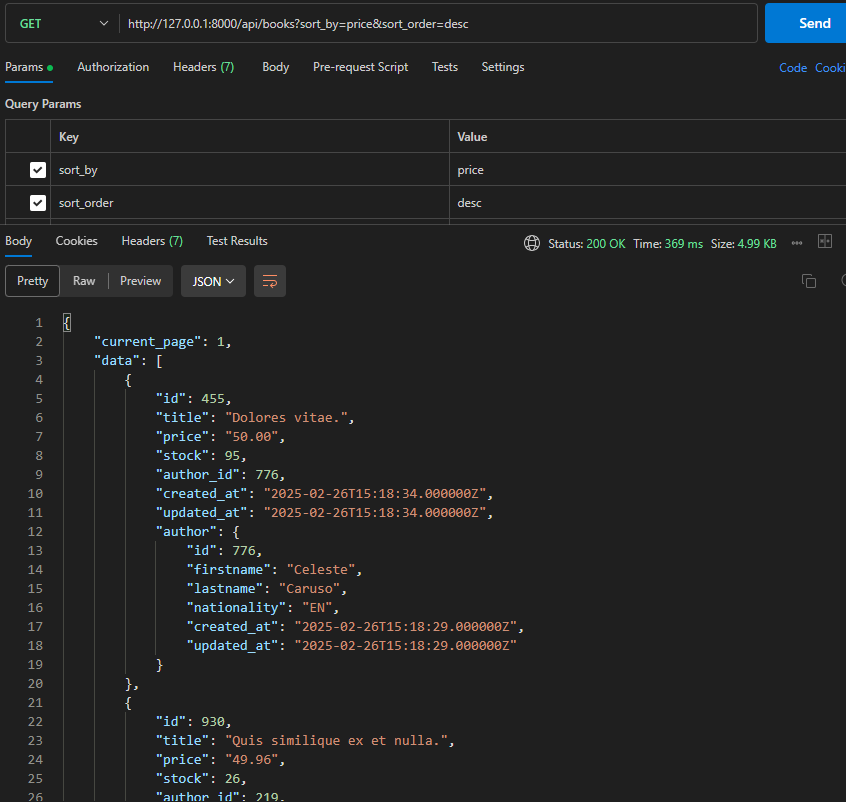 GET http://127.0.0.1:8000/api/books?sort_by=price&sort_order=desc Send
Params Authorization Headers (7) Body Pre-request Script Tests Settings Code Cooki
Query Params
Key Value
sort_by price
sort_order desc
Body Cookies Headers (7) Test Results Status: 200 OK Time: 369 ms Size: 4.99 KB
Pretty Raw Preview JSON
1 {
2 "current_page": 1,
3 "data": [
4 {
5 "id": 455,
6 "title": "Dolores vitae.",
7 "price": "50.00",
8 "stock": 95,
9 "author_id": 776,
10 "created_at": "2025-02-26T15:18:34.000000Z",
11 "updated_at": "2025-02-26T15:18:34.000000Z",
12 "author": {
13 "id": 776,
14 "firstname": "Celeste",
15 "lastname": "Caruso",
16 "nationality": "EN",
17 "created_at": "2025-02-26T15:18:29.000000Z",
18 "updated_at": "2025-02-26T15:18:29.000000Z"
19 }
20 },
21 {
22 "id": 930,
23 "title": "Quis similique ex et nulla.",
24 "price": "49.96",
25 "stock": 26,
26 "author_id": 219,